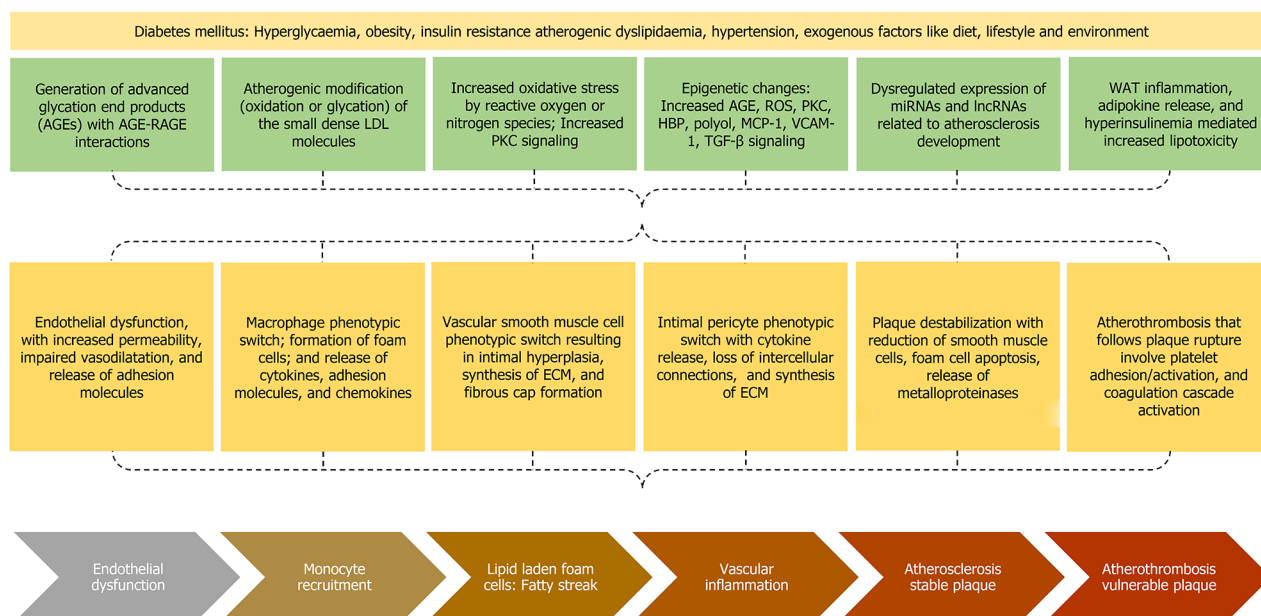 Diabetes mellitus: Hyperglycaemia, obesity, insulin resistance atherogenic dyslipidaemia, hypertension, exogenous factors like diet, lifestyle and environment
Generation of advanced
glycation end products
(AGEs) with AGE-RAGE
interactions
Atherogenic modification
(oxidation or glycation) of
the small dense LDL
molecules
Increased oxidative stress
by reactive oxygen or
nitrogen species; Increased
PKC signaling
Epigenetic changes:
Increased AGE, ROS, PKC,
HBP, polyol, MCP-1, VCAM-
1, TGF-β signaling
Dysregulated expression of
miRNAs and lncRNAs
related to atherosclerosis
development
WAT inflammation,
adipokine release, and
hyperinsulinemia mediated
increased lipotoxicity
Endothelial dysfunction,
with increased permeability,
impaired vasodilatation, and
release of adhesion
molecules
Macrophage phenotypic
switch; formation of foam
cells; and release of
cytokines, adhesion
molecules, and chemokines
Vascular smooth muscle cell
phenotypic switch resulting
in intimal hyperplasia,
synthesis of ECM, and
fibrous cap formation
Intimal pericyte phenotypic
switch with cytokine
release, loss of intercellular
connections, and synthesis
of ECM
Plaque destabilization with
reduction of smooth muscle
cells, foam cell apoptosis,
release of
metalloproteinases
Atherothrombosis that
follows plaque rupture
involve platelet
adhesion/activation, and
coagulation cascade
activation
Endothelial
dysfunction
Monocyte
recruitment
Lipid laden foam
cells: Fatty streak
Vascular
inflammation
Atherosclerosis
stable plaque
Atherothrombosis
vulnerable plaque